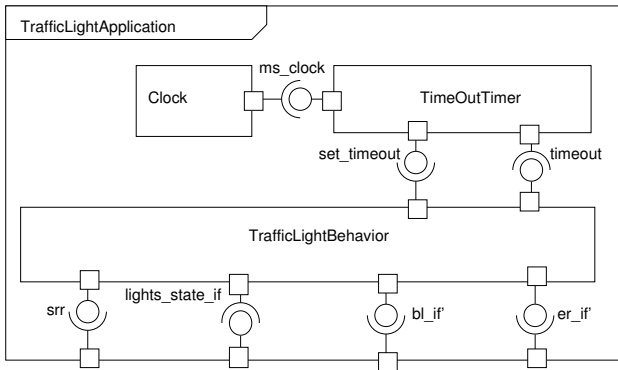 TrafficLightApplication
ms_clock
Clock
TimeOutTimer
set_timeout
timeout
TrafficLightBehavior
srr
lights_state_if
bl_if'
er_if'